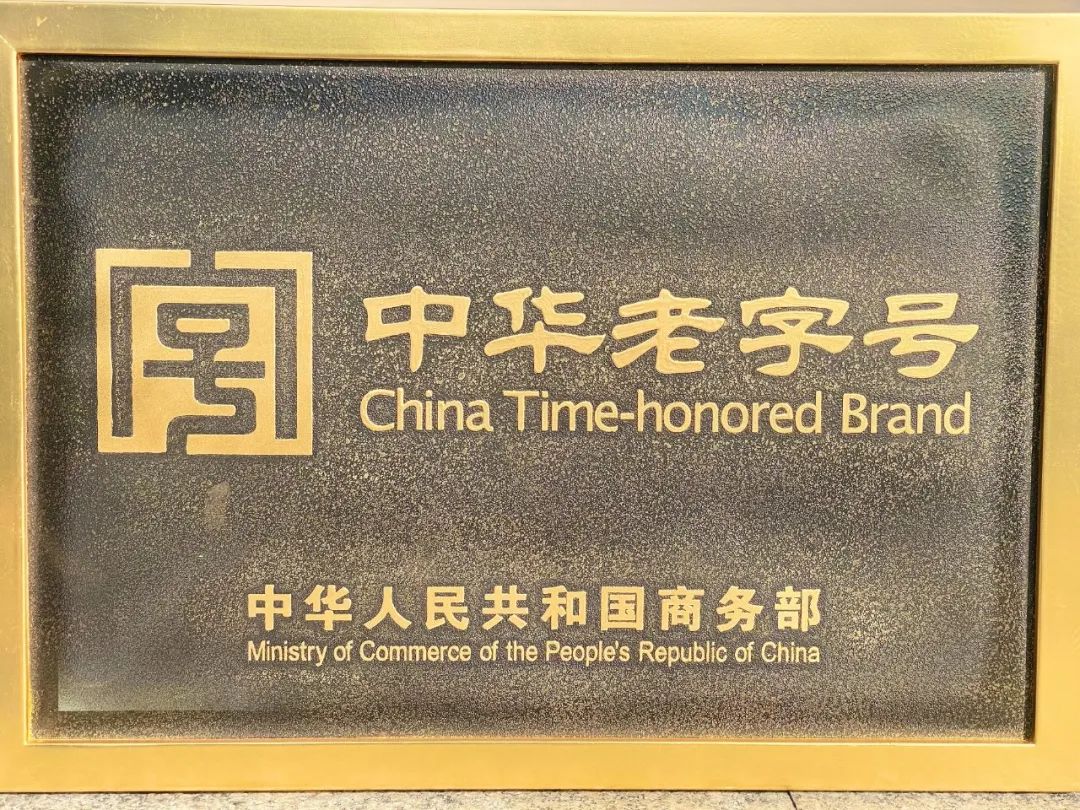 中华老字号
China Time-honored Brand
中华人民共和国商务部
Ministry of Commerce of the People's Republic of China